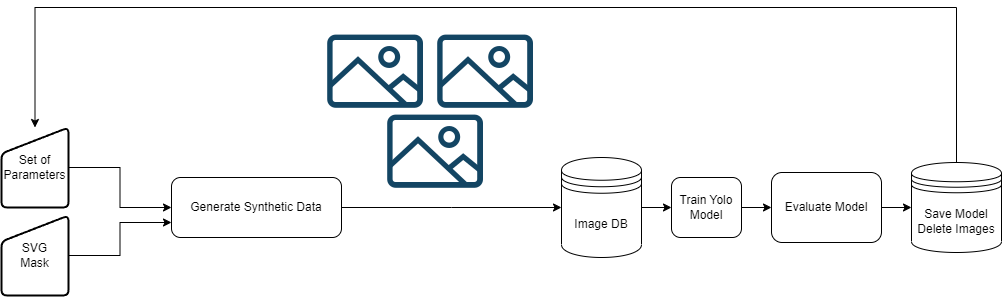 Set of
Parameters
SVG
Mask
Generate Synthetic Data
Image DB
Train Yolo
Model
Evaluate Model
Save Model
Delete Images